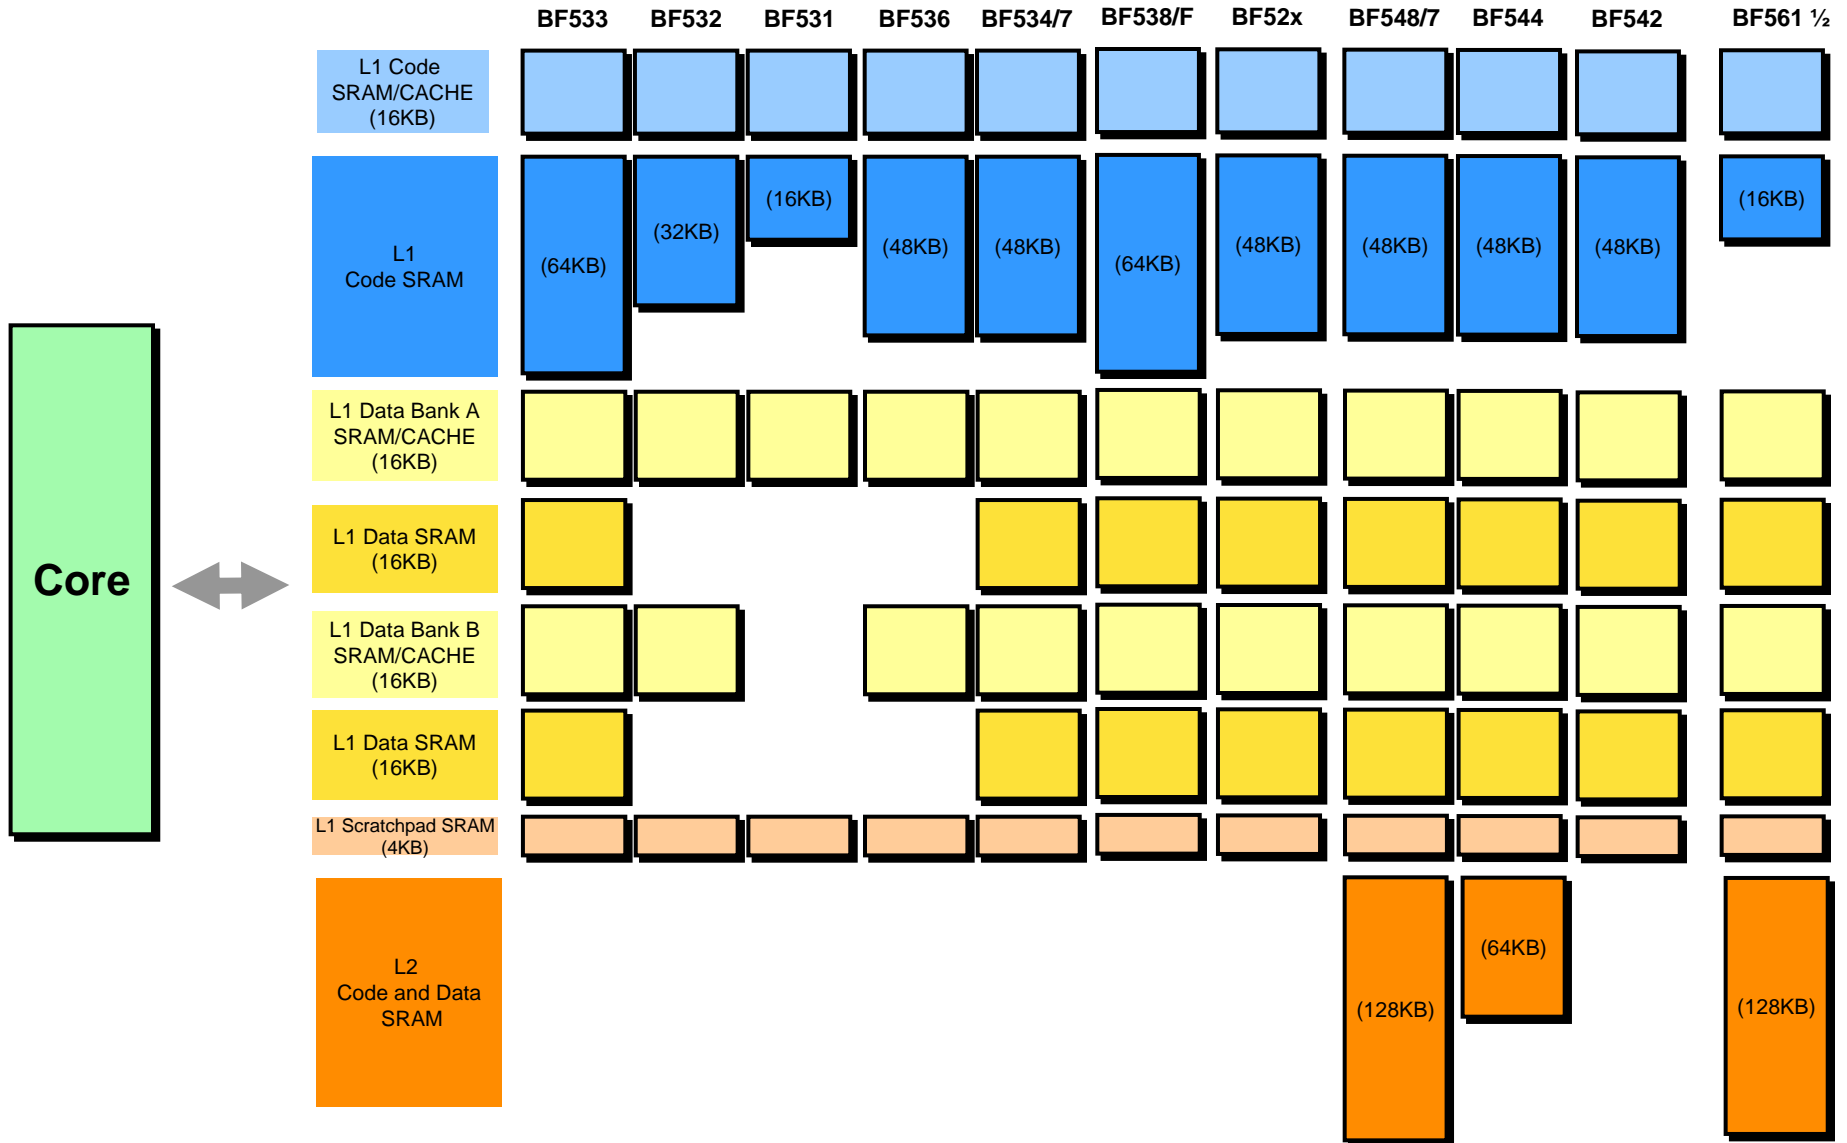 BF533 BF532 BF531 BF536 BF534/7 BF538/F BF52x BF548/7 BF544 BF542 BF561 ½
L1 Code
SRAM/CACHE
(16KB)
L1
Code SRAM
(64KB)
(32KB)
(16KB)
(48KB)
(48KB)
(64KB)
(48KB)
(48KB)
(48KB)
(48KB)
(16KB)
L1 Data Bank A
SRAM/CACHE
(16KB)
L1 Data SRAM
(16KB)
Core
L1 Data Bank B
SRAM/CACHE
(16KB)
L1 Data SRAM
(16KB)
L1 Scratchpad SRAM
(4KB)
L2
Code and Data
SRAM
(128KB)
(64KB)
(128KB)